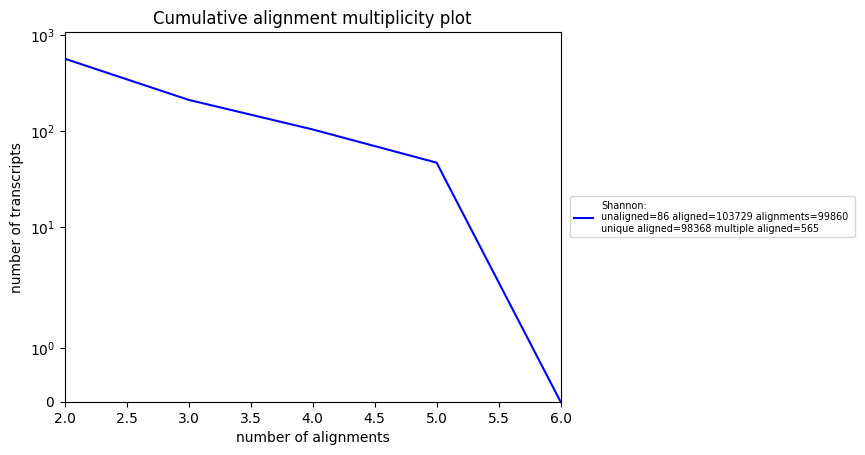 Cumulative alignment multiplicity plot
10³
10²
10¹
10⁰
0
number of transcripts
2.0 2.5 3.0 3.5 4.0 4.5 5.0 5.5 6.0
number of alignments
Shannon:
unaligned=86 aligned=103729 alignments=99860
unique aligned=98368 multiple aligned=565